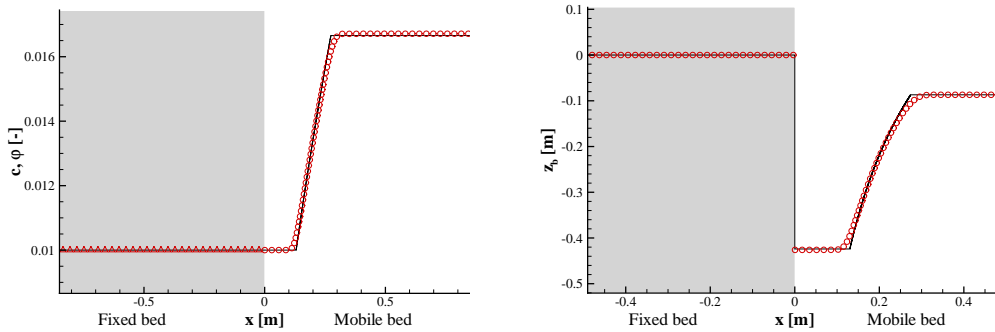 0.016
0.014
0.012
0.01
c, φ [-]
-0.5
0
0.5
Fixed bed
x [m]
Mobile bed
0.1
0
-0.1
-0.2
-0.3
-0.4
-0.5
z_b [m]
-0.4
-0.2
0
0.2
0.4
Fixed bed
x [m]
Mobile bed